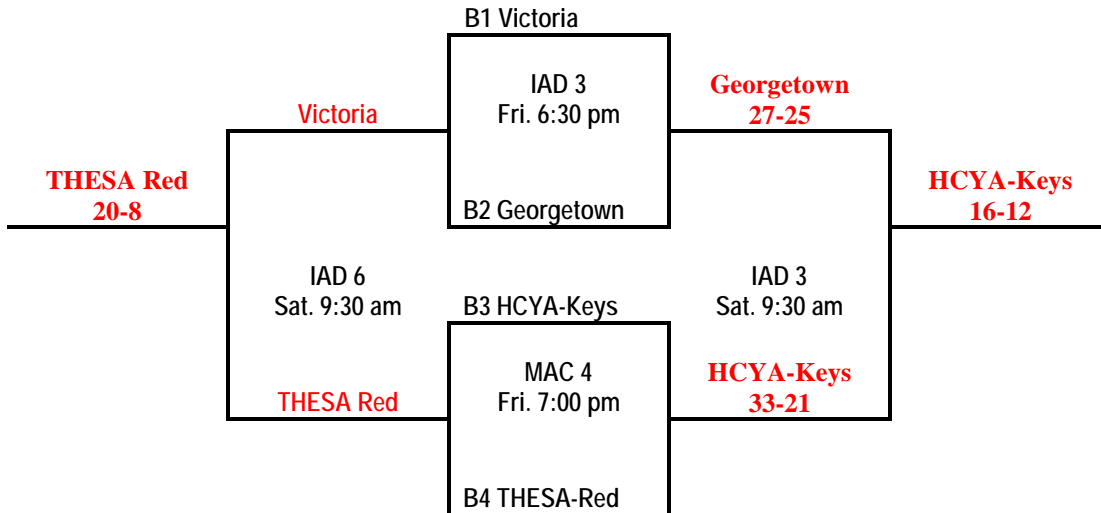 B1 Victoria
IAD 3
Fri. 6:30 pm
Georgetown
27-25
Victoria
THESA Red
20-8
HCYA-Keys
16-12
B2 Georgetown
IAD 6
Sat. 9:30 am
IAD 3
Sat. 9:30 am
B3 HCYA-Keys
MAC 4
Fri. 7:00 pm
HCYA-Keys
33-21
THESA Red
B4 THESA-Red